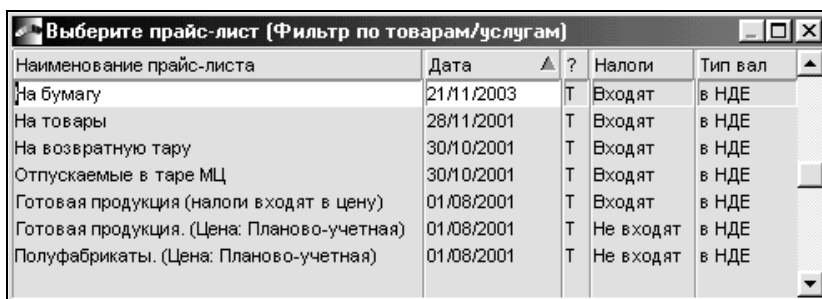 Выберите прайс-лист (Фильтр по товарам/услугам)
Наименование прайс-листа Дата ? Налоги Тип вал
На бумагу 21/11/2003 Т Входят в НДЕ
На товары 28/11/2001 Т Входят в НДЕ
На возвратную тару 30/10/2001 Т Входят в НДЕ
Отпускаемые в таре МЦ 30/10/2001 Т Входят в НДЕ
Готовая продукция (налоги входят в цену) 01/08/2001 Т Входят в НДЕ
Готовая продукция. (Цена: Планово-учетная) 01/08/2001 Т Не входят в НДЕ
Полуфабрикаты. (Цена: Планово-учетная) 01/08/2001 Т Не входят в НДЕ